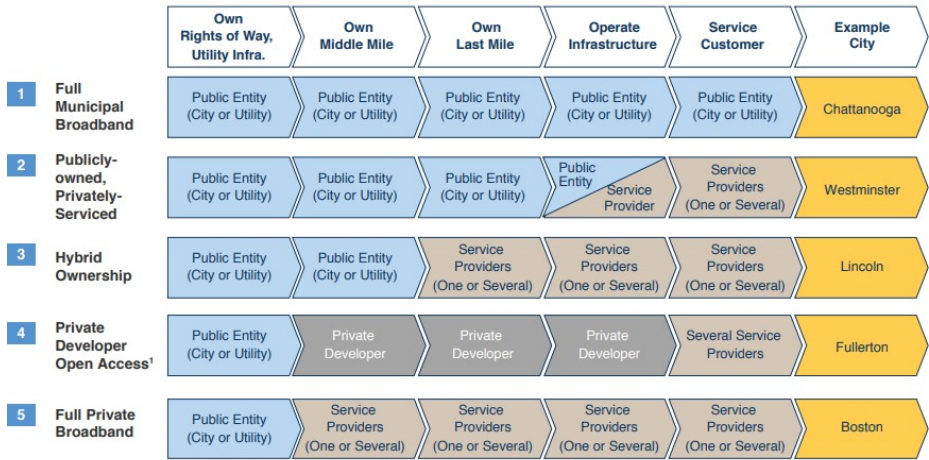 Own
Rights of Way,
Utility Infra.
Own
Middle Mile
Own
Last Mile
Operate
Infrastructure
Service
Customer
Example
City
1
Full
Municipal
Broadband
Public Entity
(City or Utility)
Public Entity
(City or Utility)
Public Entity
(City or Utility)
Public Entity
(City or Utility)
Public Entity
(City or Utility)
Chattanooga
2
Publicly-
owned,
Privately-
Serviced
Public Entity
(City or Utility)
Public Entity
(City or Utility)
Public Entity
(City or Utility)
Public
Entity
Service
Provider
Service
Providers
(One or Several)
Westminster
3
Hybrid
Ownership
Public Entity
(City or Utility)
Public Entity
(City or Utility)
Service
Providers
(One or Several)
Service
Providers
(One or Several)
Service
Providers
(One or Several)
Lincoln
4
Private
Developer
Open Access¹
Public Entity
(City or Utility)
Private
Developer
Private
Developer
Private
Developer
Several Service
Providers
Fullerton
5
Full Private
Broadband
Public Entity
(City or Utility)
Service
Providers
(One or Several)
Service
Providers
(One or Several)
Service
Providers
(One or Several)
Service
Providers
(One or Several)
Boston